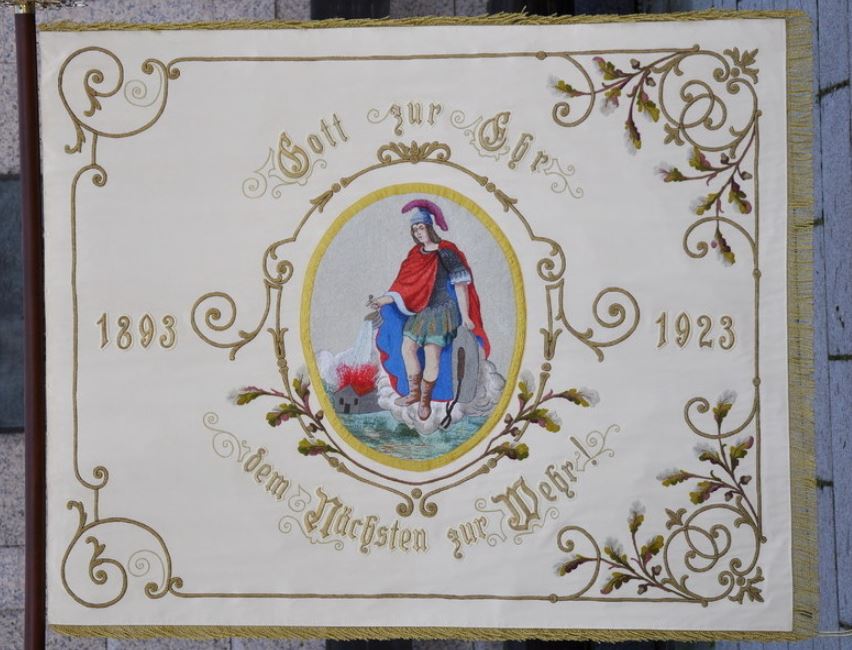 Gott zur Ehr
1893 1923
dem Nächsten zur Wehr!